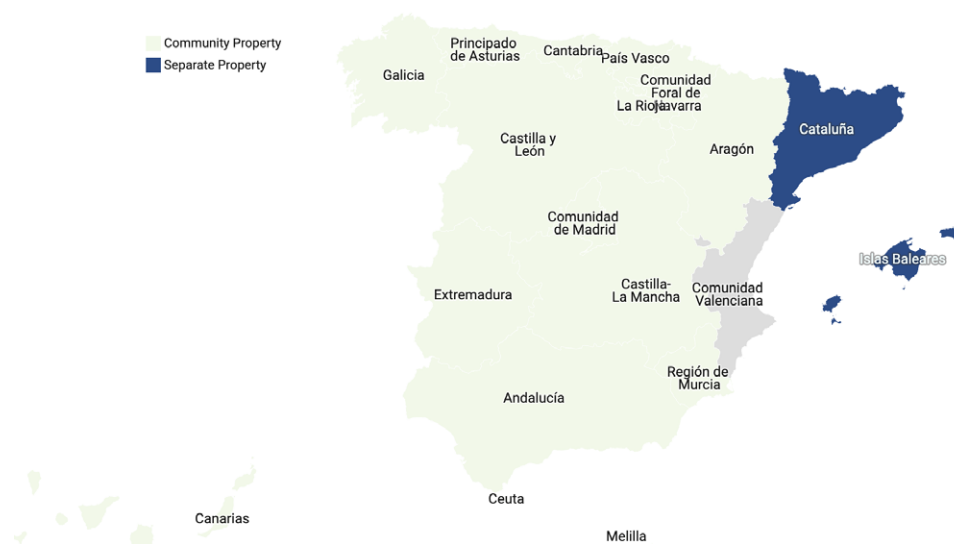 Community Property
Separate Property
Galicia
Principado
de Asturias
Cantabria
País Vasco
Comunidad
Foral de
Navarra
La Rioja
Cataluña
Castilla y
León
Aragón
Comunidad
de Madrid
Islas Baleares
Extremadura
Castilla-
La Mancha
Comunidad
Valenciana
Región de
Murcia
Andalucía
Ceuta
Canarias
Melilla